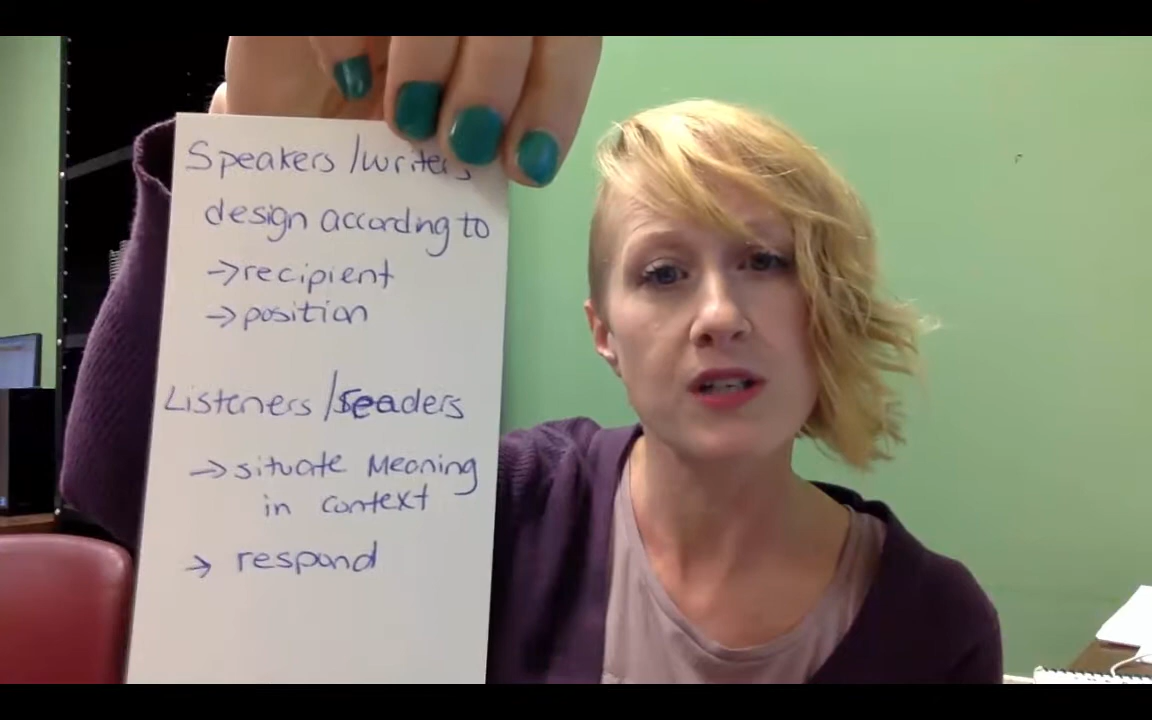 Speakers/writers
design according to
→recipient
→position
Listeners/readers
→situate Meaning
in context
→ respond